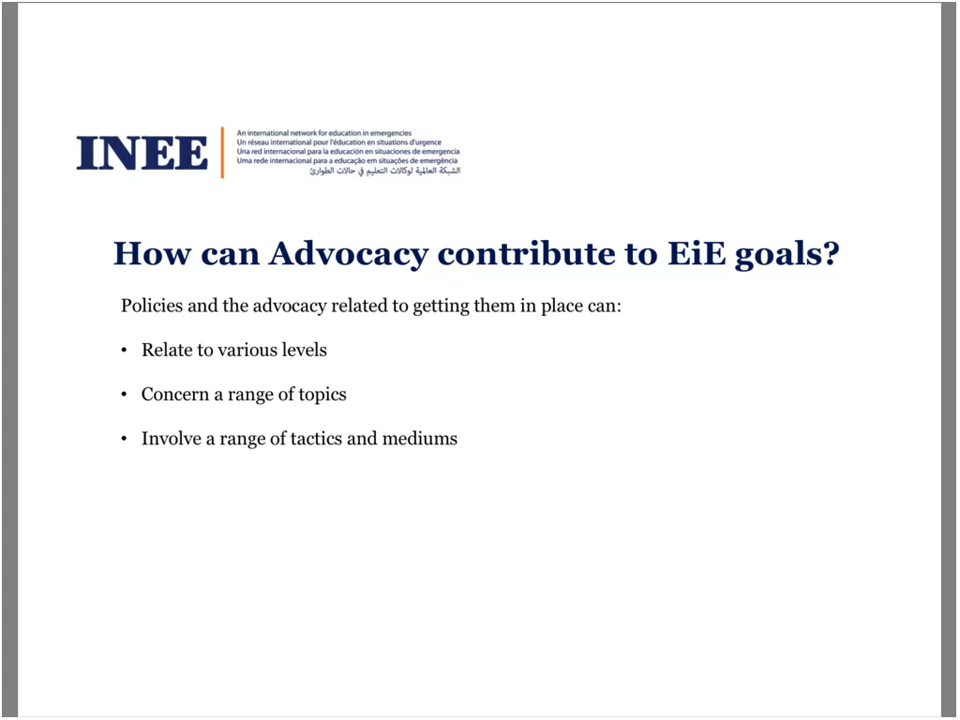 INEE
An international network for education in emergencies
Un réseau international pour l'éducation en situations d'urgence
Una red internacional para la educación en situaciones de emergencia
Uma rede internacional para a educação em situações de emergência
الشبكة العالمية لوكالات التعليم في حالات الطوارئ
How can Advocacy contribute to EiE goals?
Policies and the advocacy related to getting them in place can:
• Relate to various levels
• Concern a range of topics
• Involve a range of tactics and mediums